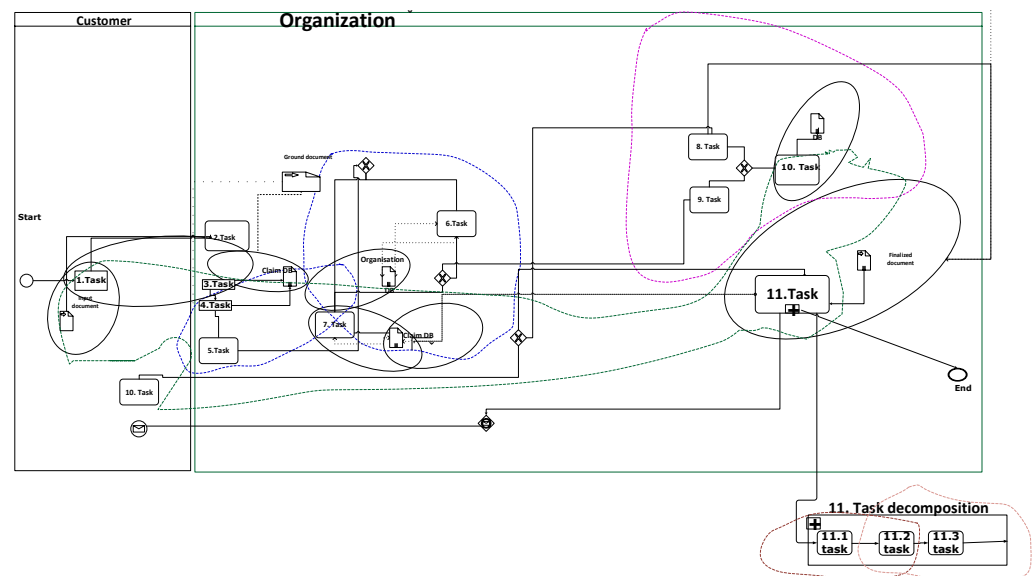 Customer
Organization
Start
1.Task
Input
document
2.Task
3.Task
4.Task
5.Task
10. Task
Ground document
Claim DB
Organisation
DB
6.Task
7. Task
Claim DB
8. Task
9. Task
DB
10. Task
11.Task
Finalized
document
End
11. Task decomposition
11.1
task
11.2
task
11.3
task